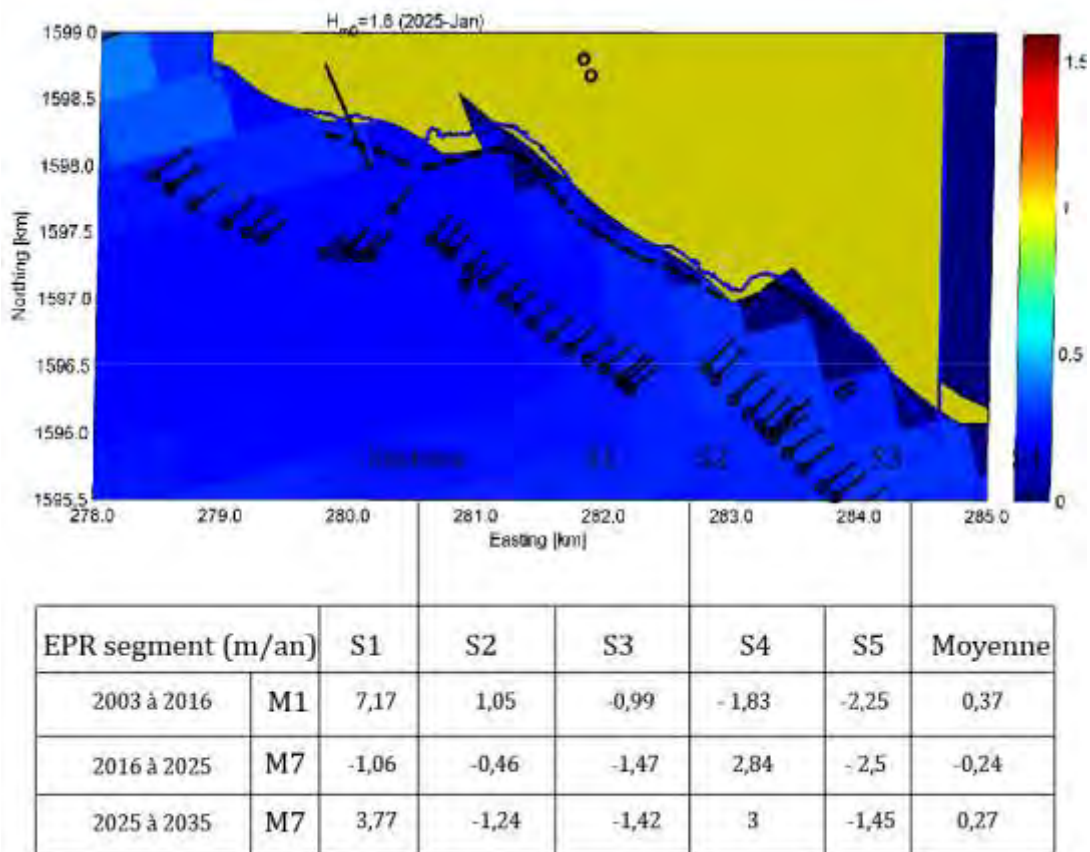 H_m0=1.6 (2025-Jan)
1599.0
1598.5
1598.0
1597.5
1597.0
1596.5
1596.0
1595.5
Northing [km]
278.0 279.0 280.0 281.0 282.0 283.0 284.0 285.0
Easting [km]
1.5
1
0.5
0
S1 S2 S3
EPR segment (m/an) S1 S2 S3 S4 S5 Moyenne
2003 à 2016 M1 7,17 1,05 -0,99 - 1,83 -2,25 0,37
2016 à 2025 M7 -1,06 -0,46 -1,47 2,84 -2,5 -0,24
2025 à 2035 M7 3,77 -1,24 -1,42 3 -1,45 0,27